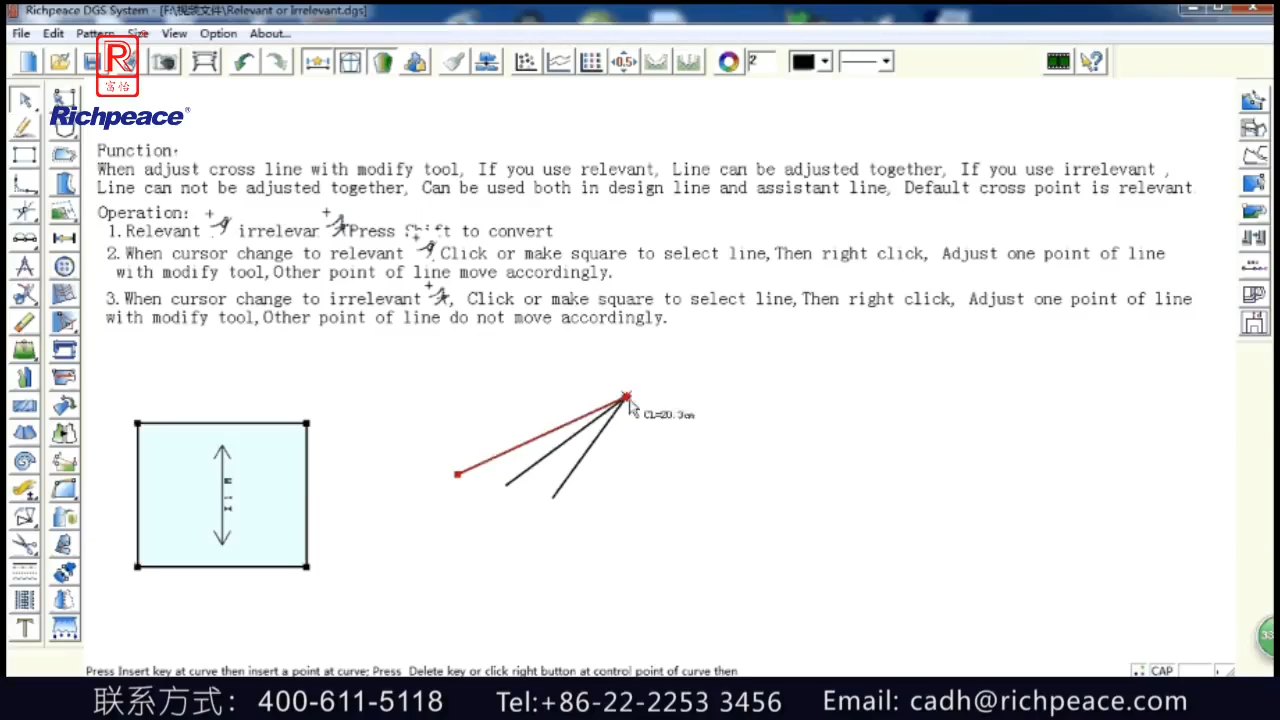 Richpeace DGS System - [F:\视频文件\Relevant or irrelevant.dgs]
File Edit Pattern Size View Option About...
2
R
富怡
Richpeace®
Function:
When adjust cross line with modify tool, If you use relevant, Line can be adjusted together, If you use irrelevant ,
Line can not be adjusted together, Can be used both in design line and assistant line, Default cross point is relevant
Operation:
1.Relevant irrelevan Press Shift to convert
2.When cursor change to relevant , Click or make square to select line,Then right click, Adjust one point of line
with modify tool,Other point of line move accordingly.
3.When cursor change to irrelevant , Click or make square to select line,Then right click, Adjust one point of line
with modify tool,Other point of line do not move accordingly.
CL=20.3cm
33
Press Insert key at curve then insert a point at curve; Press Delete key or click right button at control point of curve then
CAP
联系方式：400-611-5118 Tel:+86-22-2253 3456 Email: cadh@richpeace.com